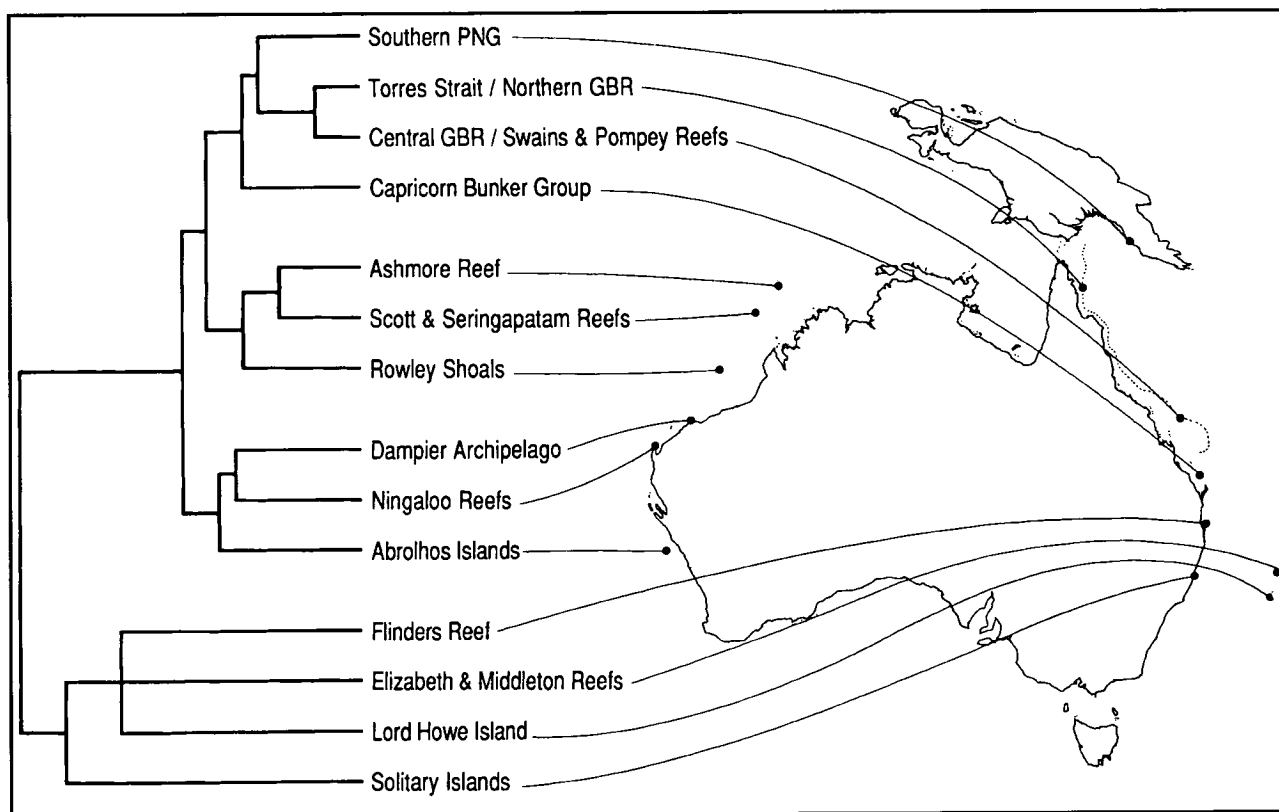 Southern PNG
Torres Strait / Northern GBR
Central GBR / Swains & Pompey Reefs
Capricorn Bunker Group
Ashmore Reef
Scott & Seringapatam Reefs
Rowley Shoals
Dampier Archipelago
Ningaloo Reefs
Abrolhos Islands
Flinders Reef
Elizabeth & Middleton Reefs
Lord Howe Island
Solitary Islands